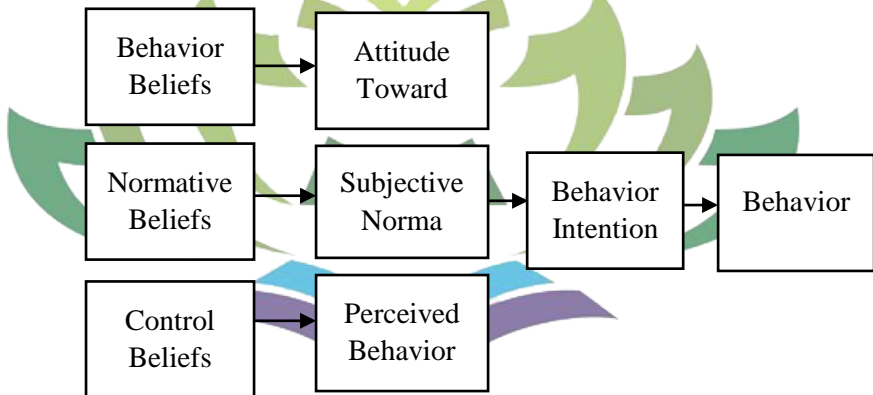 Behavior
Beliefs
Attitude
Toward
Normative
Beliefs
Subjective
Norma
Behavior
Intention
Behavior
Control
Beliefs
Perceived
Behavior